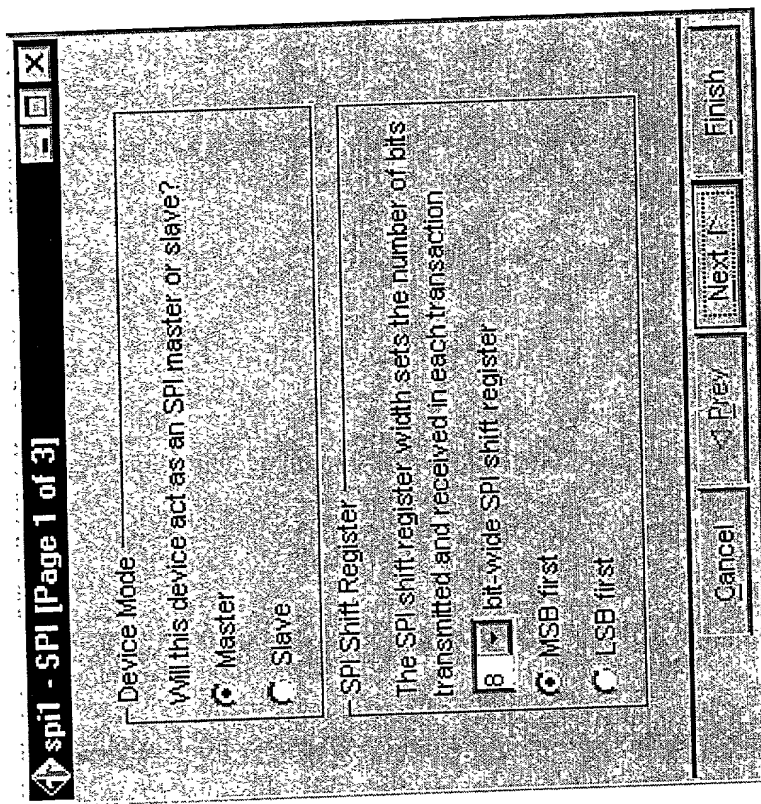 spi1 - SPI [Page 1 of 3]
Device Mode
Will this device act as an SPI master or slave?
Master
Slave
SPI Shift Register
The SPI shift register width sets the number of bits
transmitted and received in each transaction
8 bit-wide SPI shift register
MSB first
LSB first
Cancel
Prev
Next
Finish